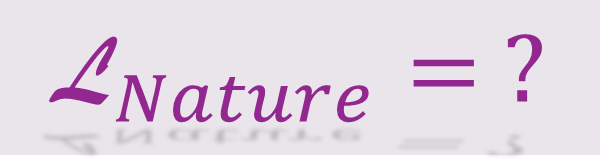 ℒNature = ?